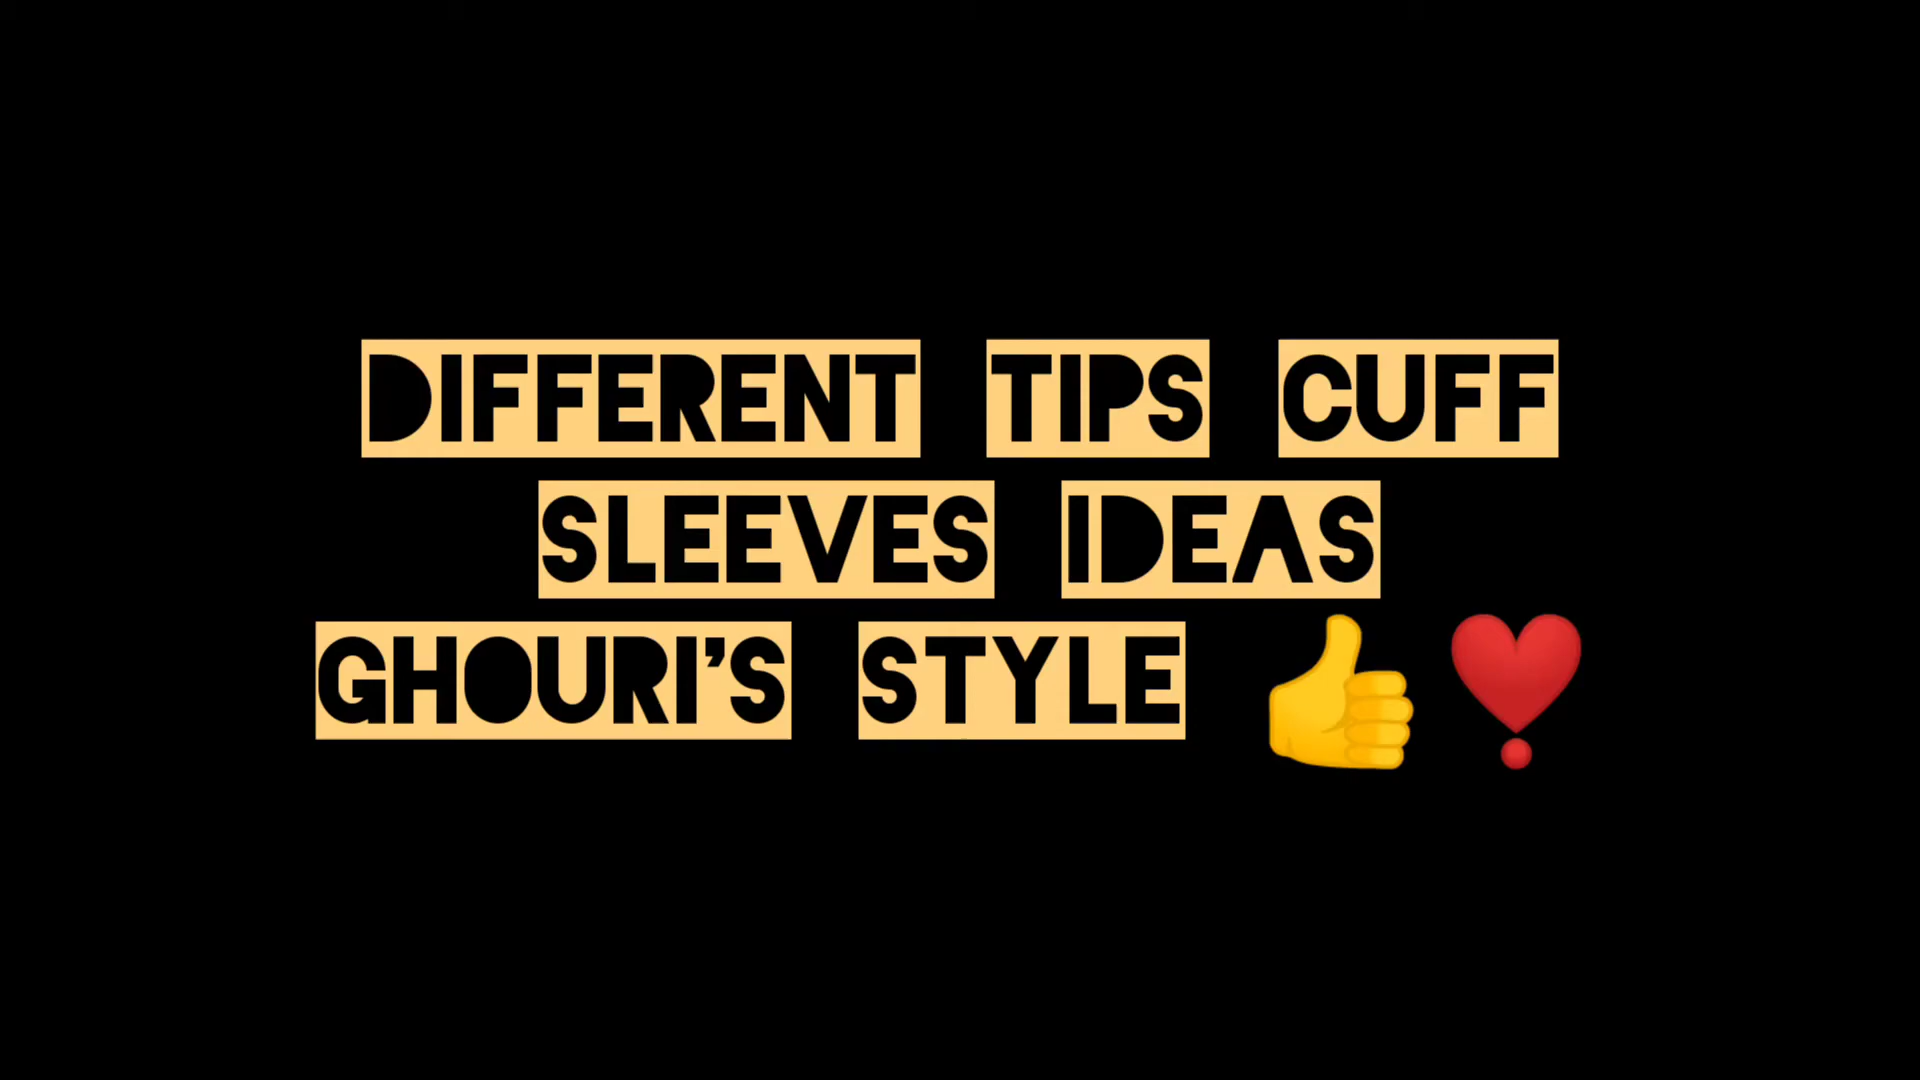 DIFFERENT TIPS CUFF
SLEEVES IDEAS
GHOURI'S STYLE 👍❣️